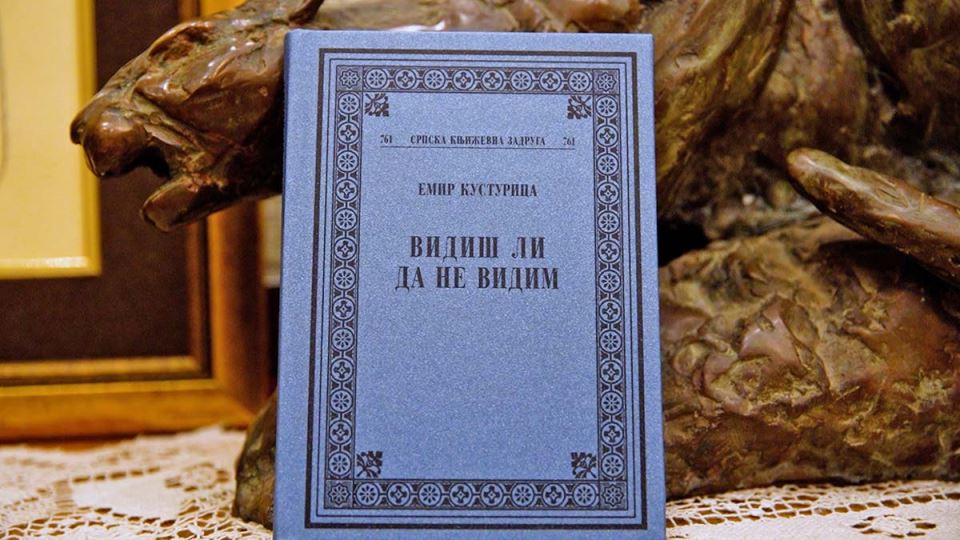 761 СРПСКА КЊИЖЕВНА ЗАДРУГА 761
ЕМИР КУСТУРИЦА
ВИДИШ ЛИ
ДА НЕ ВИДИМ